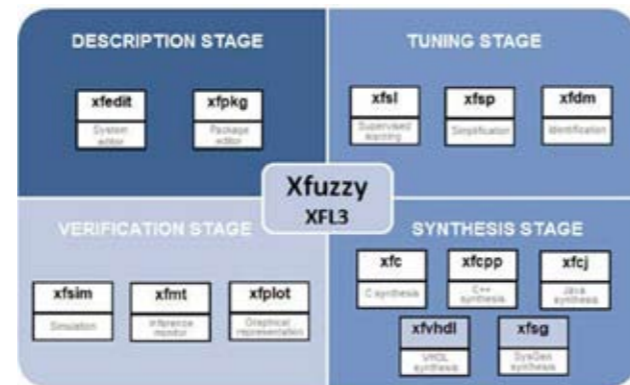 DESCRIPTION STAGE
xfedit
System
editor
xfpkg
Package
editor
TUNING STAGE
xfsl
Supervised
learning
xfsp
Simplification
xfdm
Identification
Xfuzzy
XFL3
VERIFICATION STAGE
xfsim
Simulation
xfmt
Inference
monitor
xfplot
Graphical
representation
SYNTHESIS STAGE
xfc
C synthesis
xfcpp
C++
synthesis
xfcj
Java
synthesis
xfvhdl
VHDL
synthesis
xfsg
SysGen
synthesis